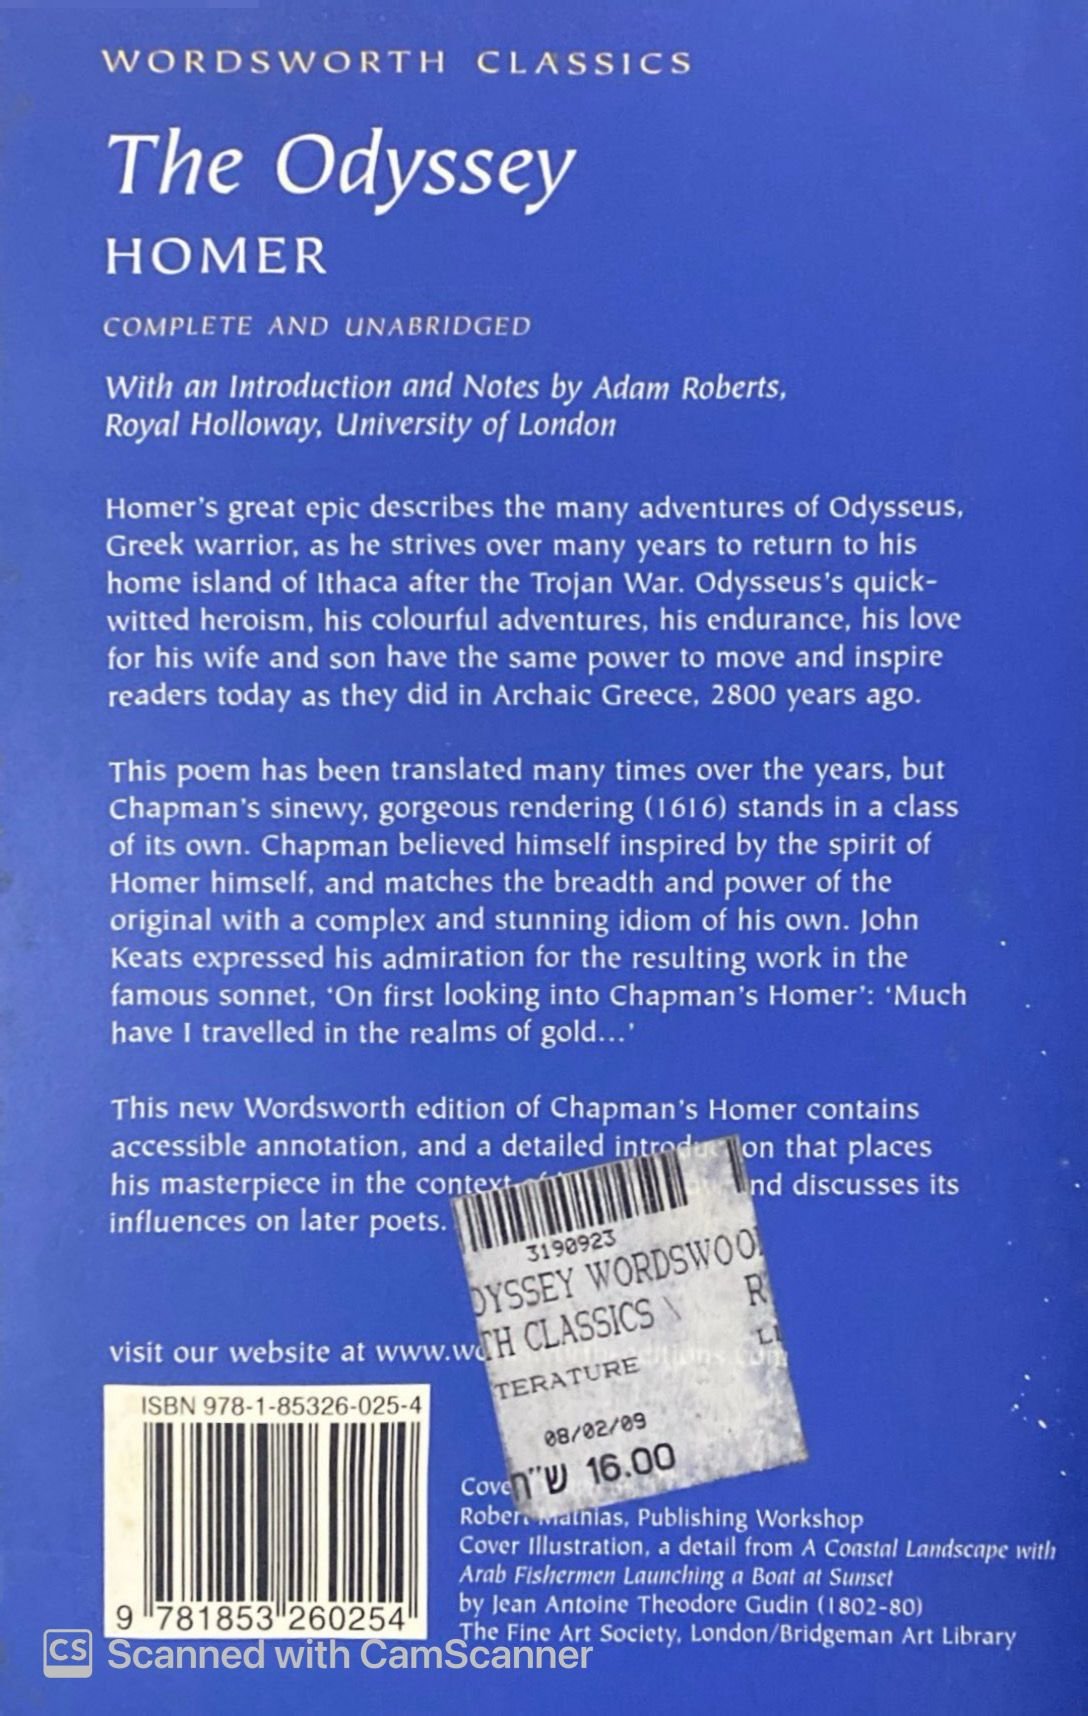 WORDSWORTH CLASSICS
The Odyssey
HOMER
COMPLETE AND UNABRIDGED
With an Introduction and Notes by Adam Roberts,
Royal Holloway, University of London
Homer's great epic describes the many adventures of Odysseus,
Greek warrior, as he strives over many years to return to his
home island of Ithaca after the Trojan War. Odysseus's quick-
witted heroism, his colourful adventures, his endurance, his love
for his wife and son have the same power to move and inspire
readers today as they did in Archaic Greece, 2800 years ago.
This poem has been translated many times over the years, but
Chapman's sinewy, gorgeous rendering (1616) stands in a class
of its own. Chapman believed himself inspired by the spirit of
Homer himself, and matches the breadth and power of the
original with a complex and stunning idiom of his own. John
Keats expressed his admiration for the resulting work in the
famous sonnet, ‘On first looking into Chapman's Homer’: ‘Much
have I travelled in the realms of gold...’
This new Wordsworth edition of Chapman's Homer contains
accessible annotation, and a detailed introduction that places
his masterpiece in the context nd discusses its
influences on later poets.
3190923
DYSSEY WORDSWOO
R
TH CLASSICS \
LI
TERATURE
08/02/09
ש"ח 16.00
visit our website at www.wo
ISBN 978-1-85326-025-4
9 781853 260254
Cove
Robert Mathias, Publishing Workshop
Cover Illustration, a detail from A Coastal Landscape with
Arab Fishermen Launching a Boat at Sunset
by Jean Antoine Theodore Gudin (1802-80)
The Fine Art Society, London/Bridgeman Art Library
CS Scanned with CamScanner